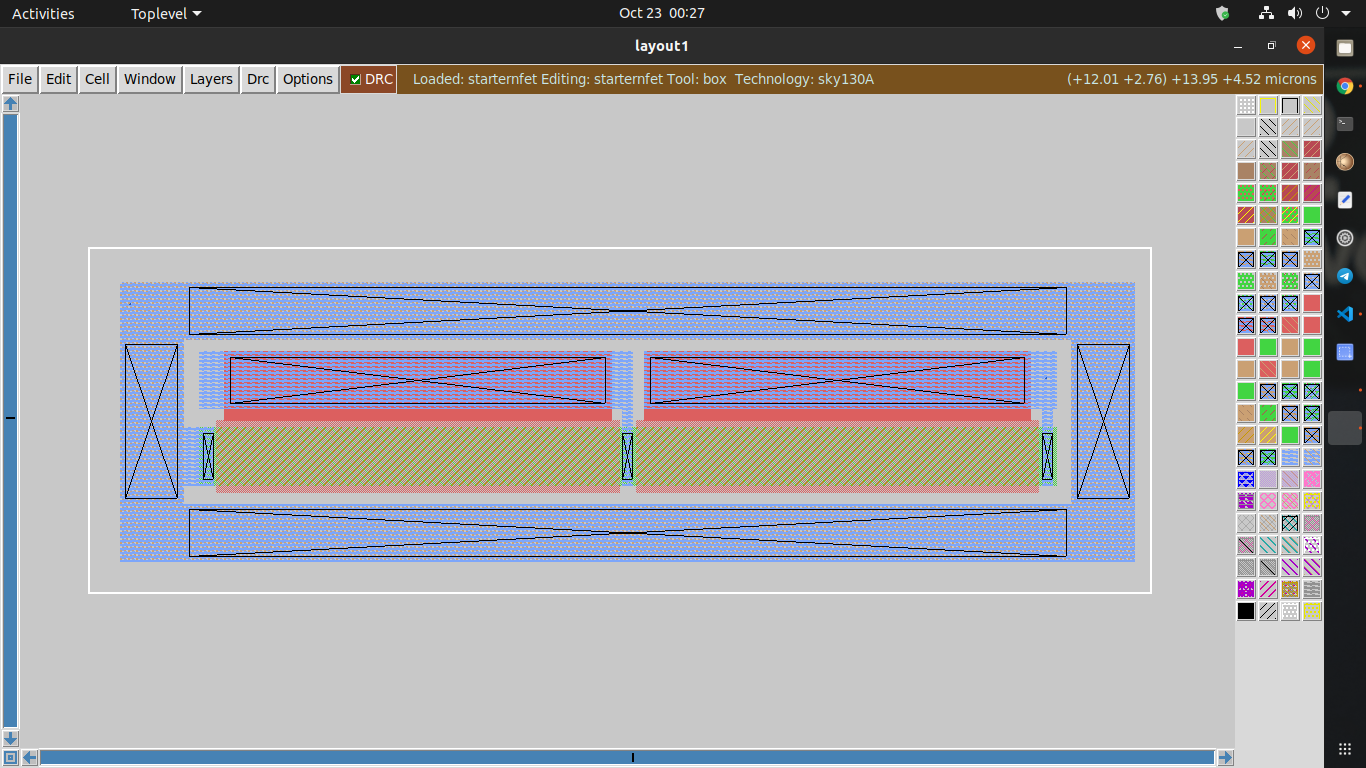 Activities Toplevel Oct 23 00:27
layout1
File Edit Cell Window Layers Drc Options DRC Loaded: starternfet Editing: starternfet Tool: box Technology: sky130A (+12.01 +2.76) +13.95 +4.52 microns